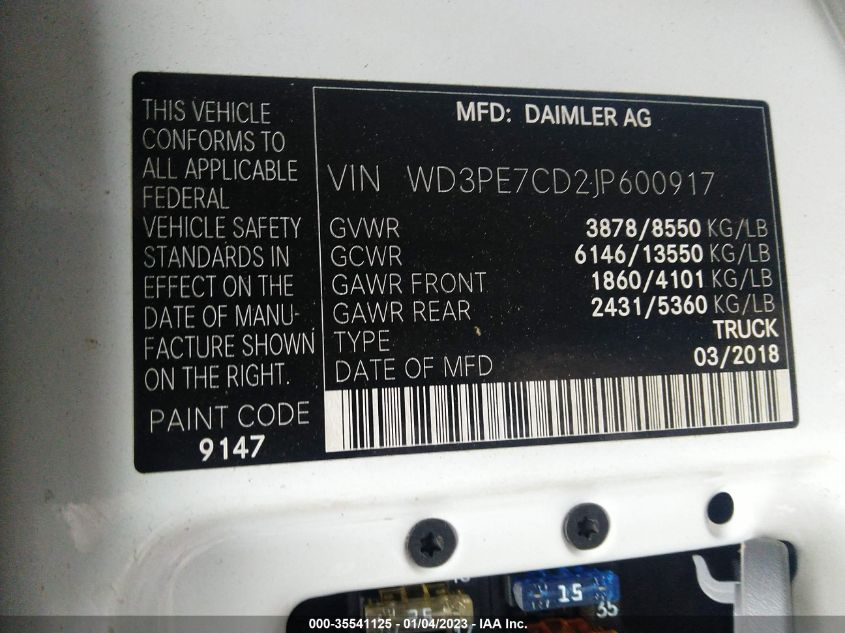 THIS VEHICLE
CONFORMS TO
ALL APPLICABLE
FEDERAL
VEHICLE SAFETY
STANDARDS IN
EFFECT ON THE
DATE OF MANU-
FACTURE SHOWN
ON THE RIGHT.
PAINT CODE
9147
MFD: DAIMLER AG
VIN WD3PE7CD2JP600917
GVWR 3878/8550 KG/LB
GCWR 6146/13550 KG/LB
GAWR FRONT 1860/4101 KG/LB
GAWR REAR 2431/5360 KG/LB
TYPE TRUCK
DATE OF MFD 03/2018
15
35
000-35541125 - 01/04/2023 - © IAA Inc.